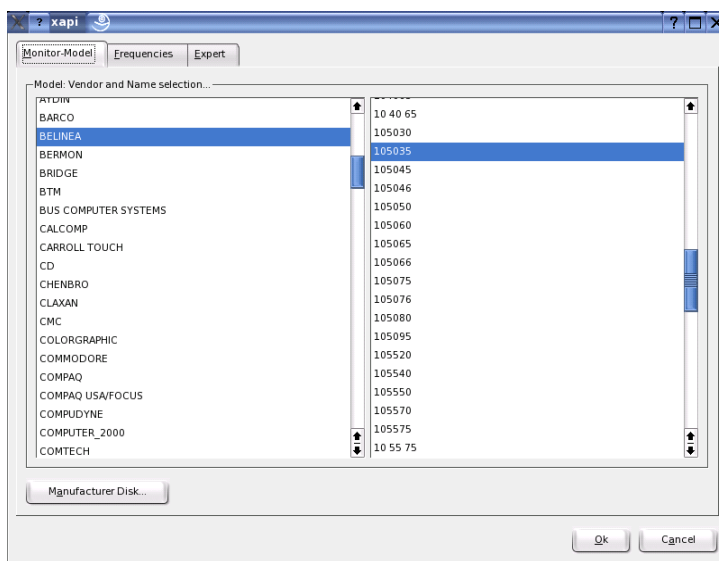 ? xapi ?
Monitor-Model Frequencies Expert
Model: Vendor and Name selection...
AYDIN
BARCO
BELINEA
BERMON
BRIDGE
BTM
BUS COMPUTER SYSTEMS
CALCOMP
CARROLL TOUCH
CD
CHENBRO
CLAXAN
CMC
COLORGRAPHIC
COMMODORE
COMPAQ
COMPAQ USA/FOCUS
COMPUDYNE
COMPUTER_2000
COMTECH
10 40 65
105030
105035
105045
105046
105050
105060
105065
105066
105075
105076
105080
105095
105520
105540
105550
105570
105575
10 55 75
Manufacturer Disk...
Ok Cancel